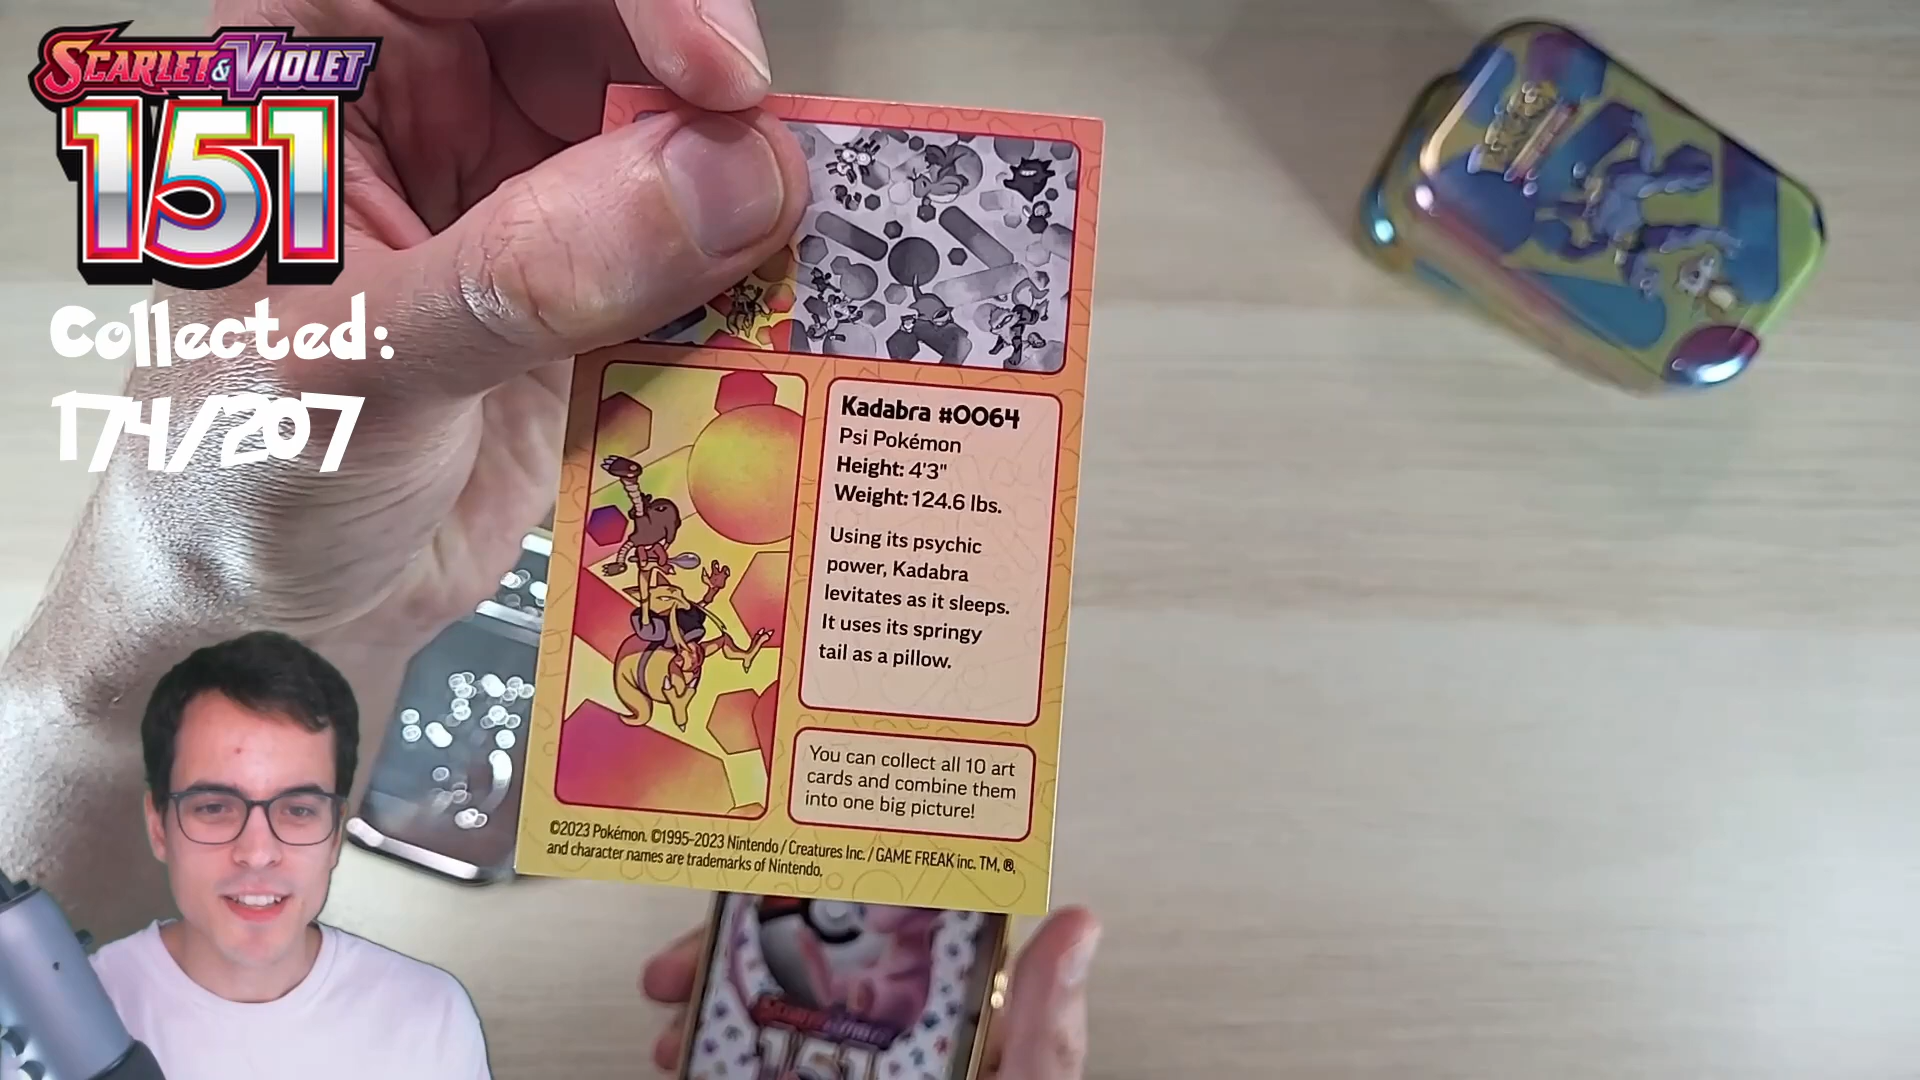 SCARLET & VIOLET
151
Collected:
174/207
Kadabra #0064
Psi Pokémon
Height: 4'3"
Weight: 124.6 lbs.
Using its psychic
power, Kadabra
levitates as it sleeps.
It uses its springy
tail as a pillow.
You can collect all 10 art
cards and combine them
into one big picture!
©2023 Pokémon. ©1995-2023 Nintendo / Creatures Inc. / GAME FREAK inc. TM, ®,
and character names are trademarks of Nintendo.
SCARLET & VIOLET
151